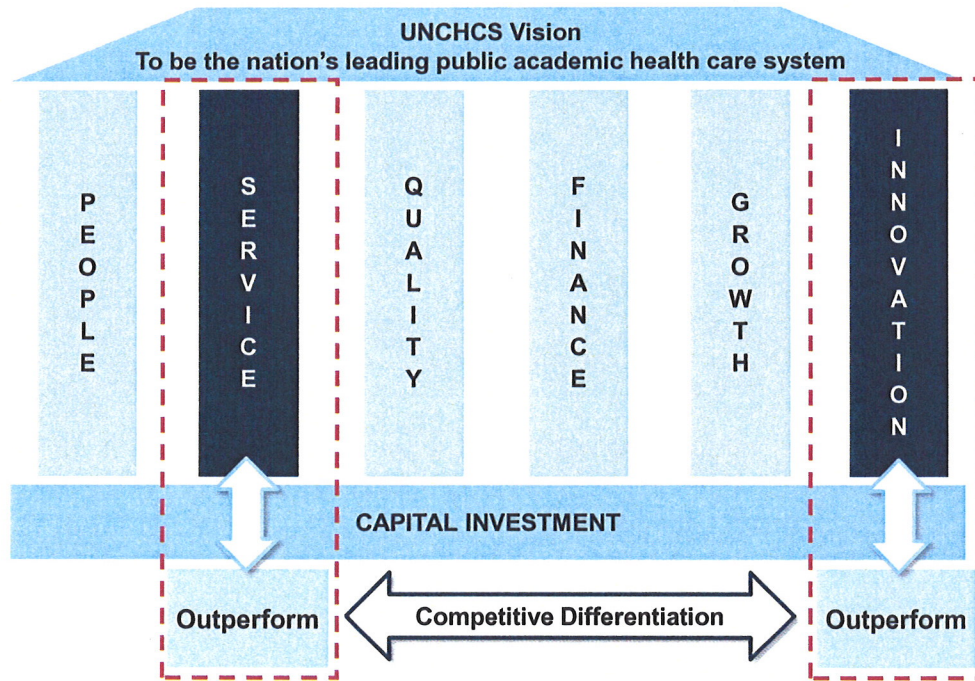 UNCHCS Vision
To be the nation's leading public academic health care system
PEOPLE
SERVICE
QUALITY
FINANCE
GROWTH
INNOVATION
CAPITAL INVESTMENT
Outperform
Competitive Differentiation
Outperform